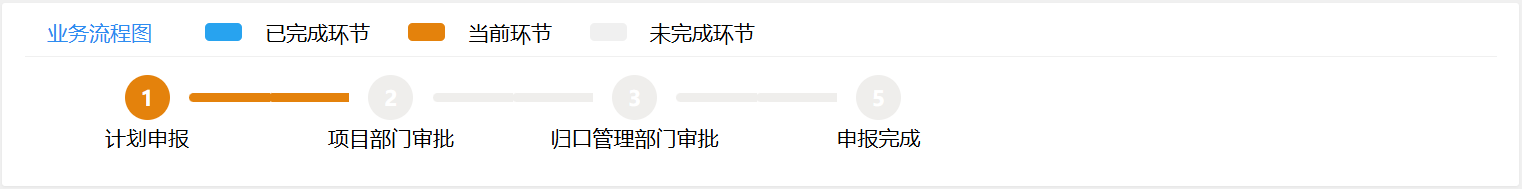 业务流程图 已完成环节 当前环节 未完成环节
1 2 3 5
计划申报 项目部门审批 归口管理部门审批 申报完成